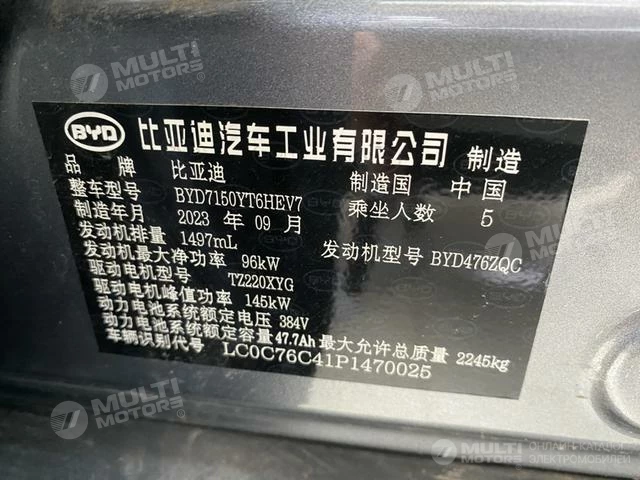 BYD 比亚迪汽车工业有限公司 制造
品牌 比亚迪 制造国 中国
整车型号 BYD7150YT6HEV7 乘坐人数 5
制造年月 2023 年 09 月
发动机排量 1497mL 发动机型号 BYD476ZQC
发动机最大净功率 96kW
驱动电机型号 TZ220XYG
驱动电机峰值功率 145kW
动力电池系统额定电压 384V
动力电池系统额定容量 47.7Ah 最大允许总质量 2245kg
车辆识别代号 LC0C76C41P1470025
MULTI MOTORS
MULTI MOTORS
MULTI MOTORS
MULTI MOTORS
MULTI MOTORS
ОНЛАЙН-КАТАЛОГ
ЭЛЕКТРОМОБИЛЕЙ